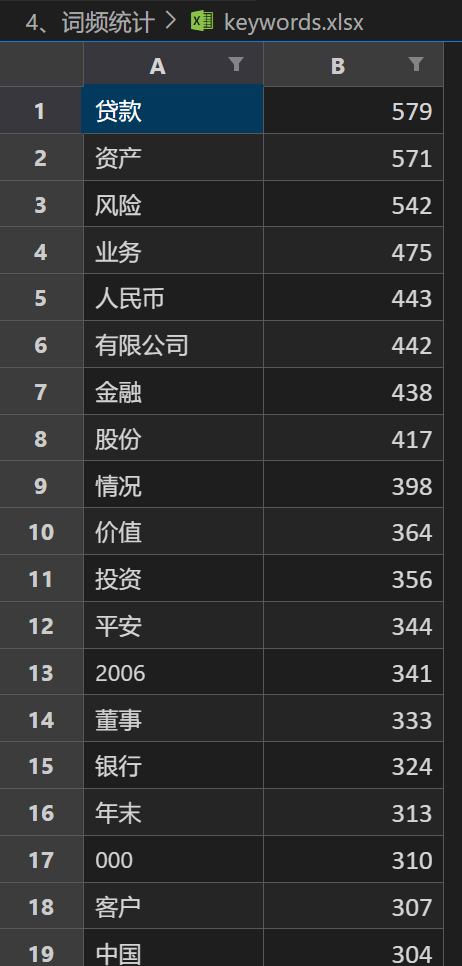 4、词频统计 > keywords.xlsx
A B
1 贷款 579
2 资产 571
3 风险 542
4 业务 475
5 人民币 443
6 有限公司 442
7 金融 438
8 股份 417
9 情况 398
10 价值 364
11 投资 356
12 平安 344
13 2006 341
14 董事 333
15 银行 324
16 年末 313
17 000 310
18 客户 307
19 中国 304